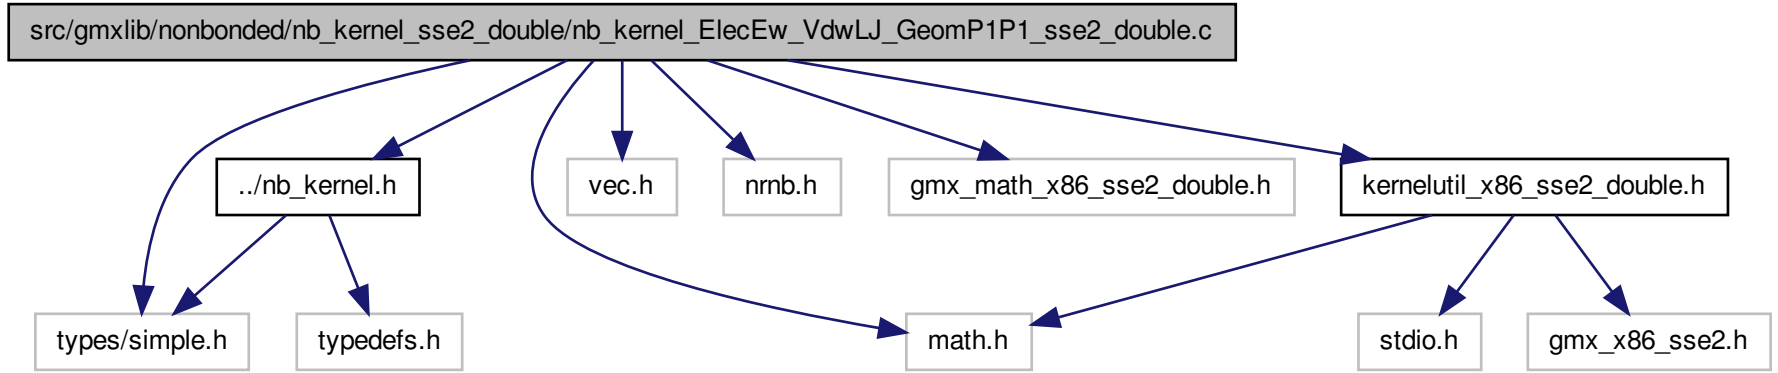 src/gmxlib/nonbonded/nb_kernel_sse2_double/nb_kernel_ElecEw_VdwLJ_GeomP1P1_sse2_double.c
../nb_kernel.h
vec.h
nrnb.h
gmx_math_x86_sse2_double.h
kernelutil_x86_sse2_double.h
types/simple.h
typedefs.h
math.h
stdio.h
gmx_x86_sse2.h